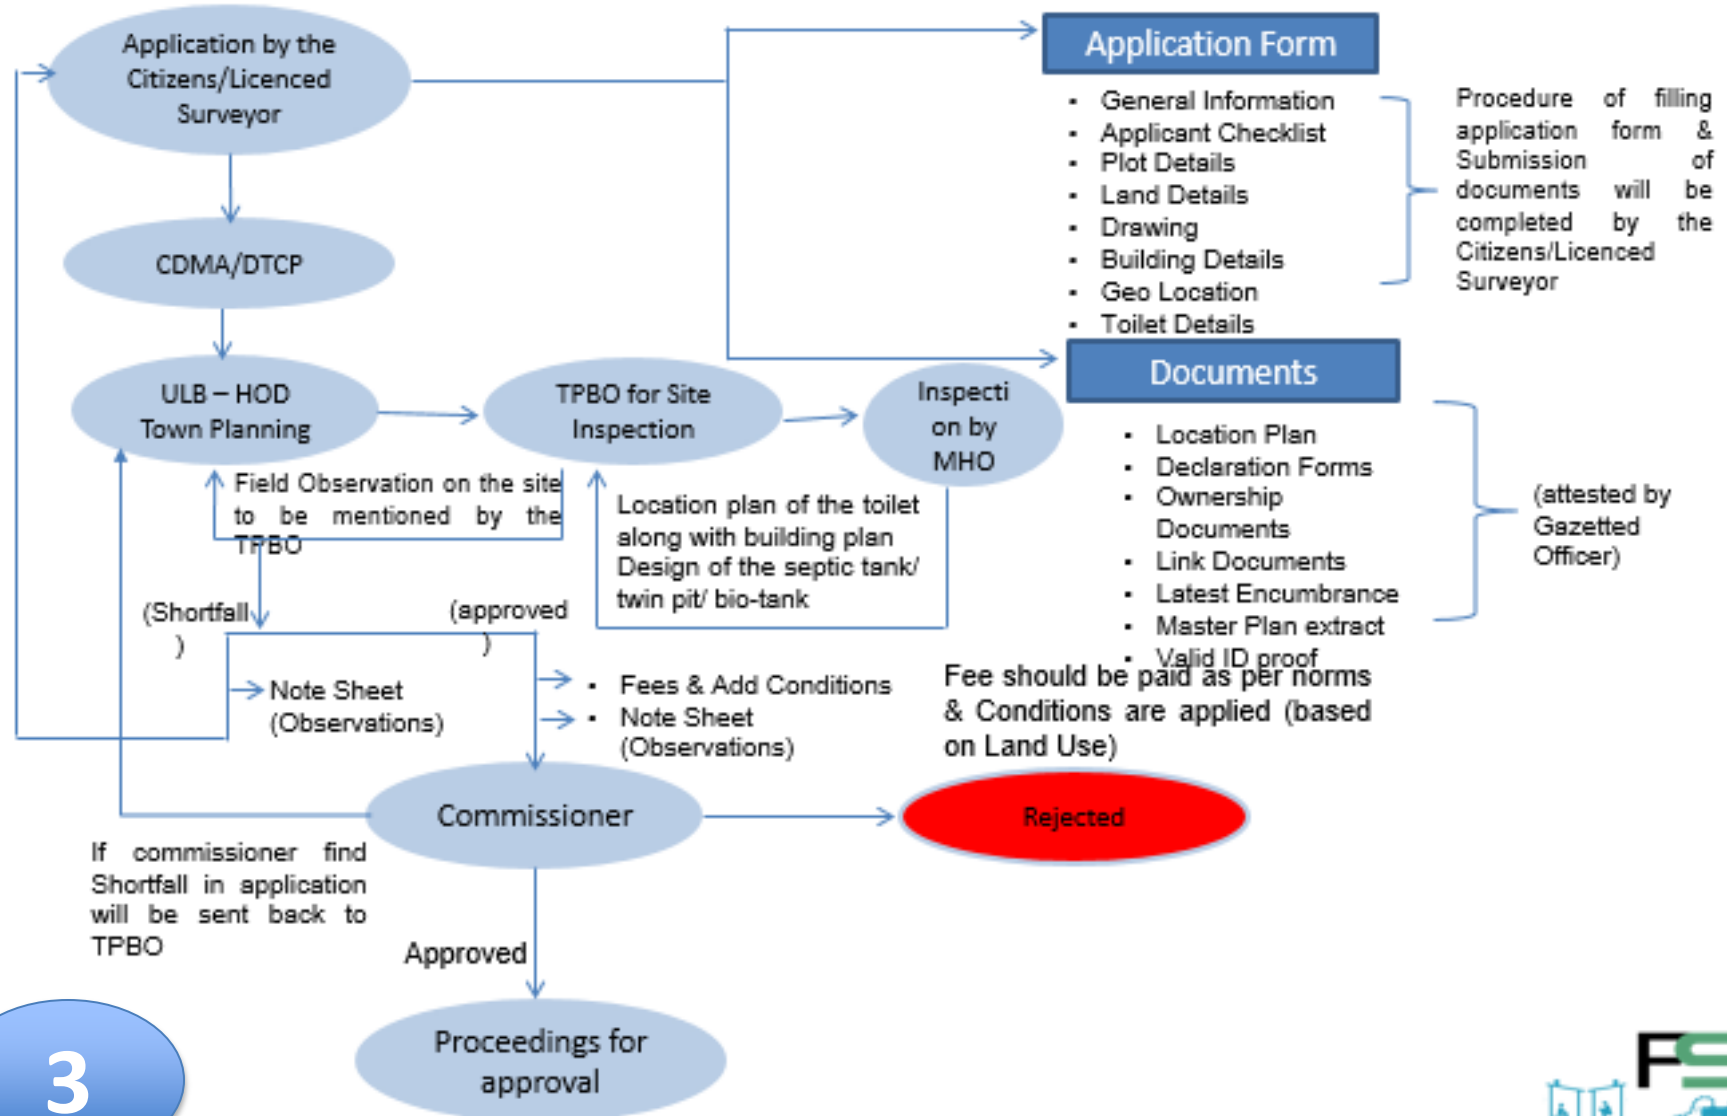 Application by the
Citizens/Licenced
Surveyor
CDMA/DTCP
ULB – HOD
Town Planning
TPBO for Site
Inspection
Inspecti
on by
MHO
Application Form
▪ General Information
▪ Applicant Checklist
▪ Plot Details
▪ Land Details
▪ Drawing
▪ Building Details
▪ Geo Location
▪ Toilet Details
Procedure of filling
application form &
Submission of
documents will be
completed by the
Citizens/Licenced
Surveyor
Documents
▪ Location Plan
▪ Declaration Forms
▪ Ownership
Documents
▪ Link Documents
▪ Latest Encumbrance
▪ Master Plan extract
▪ Valid ID proof
(attested by
Gazetted
Officer)
Field Observation on the site
to be mentioned by the
TPBO
Location plan of the toilet
along with building plan
Design of the septic tank/
twin pit/ bio-tank
(Shortfall
)
(approved
)
Note Sheet
(Observations)
▪ Fees & Add Conditions
▪ Note Sheet
(Observations)
Fee should be paid as per norms
& Conditions are applied (based
on Land Use)
Commissioner
Rejected
If commissioner find
Shortfall in application
will be sent back to
TPBO
Approved
Proceedings for
approval
3
FS